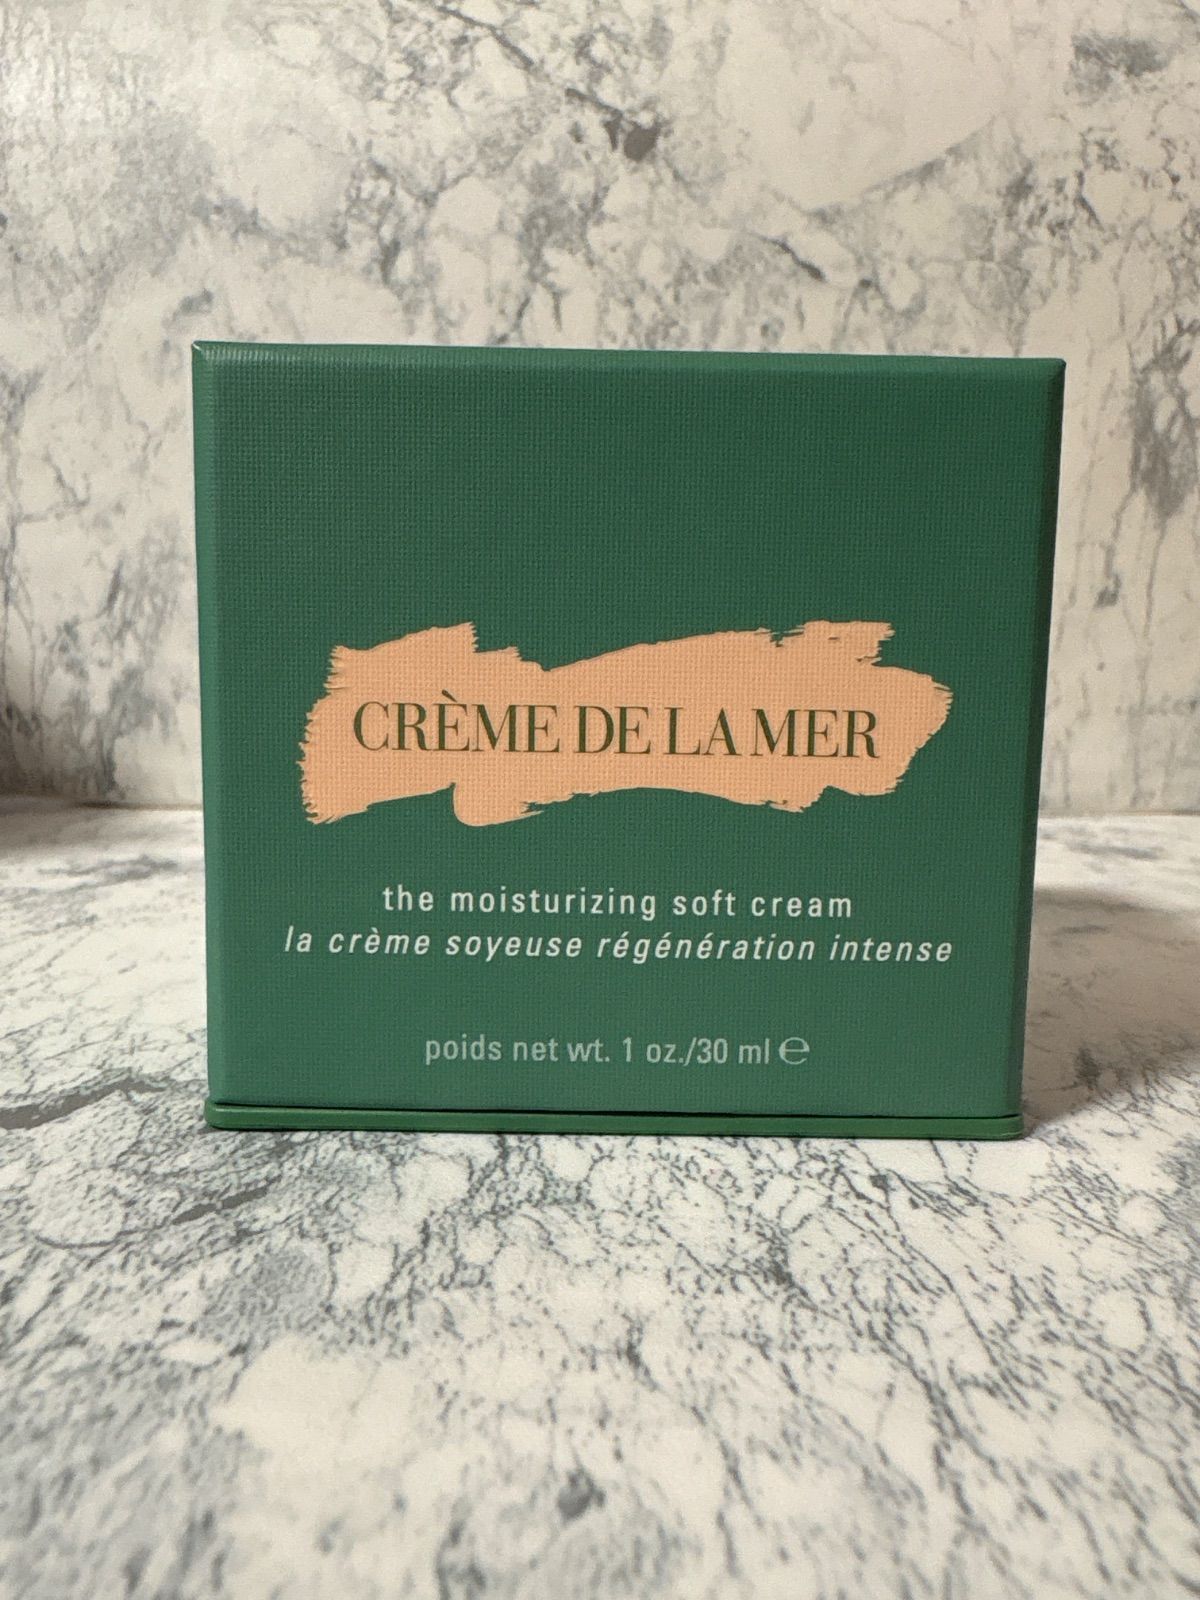 CRÈME DE LA MER
the moisturizing soft cream
la crème soyeuse régénération intense
poids net wt. 1 oz./30 ml ℮